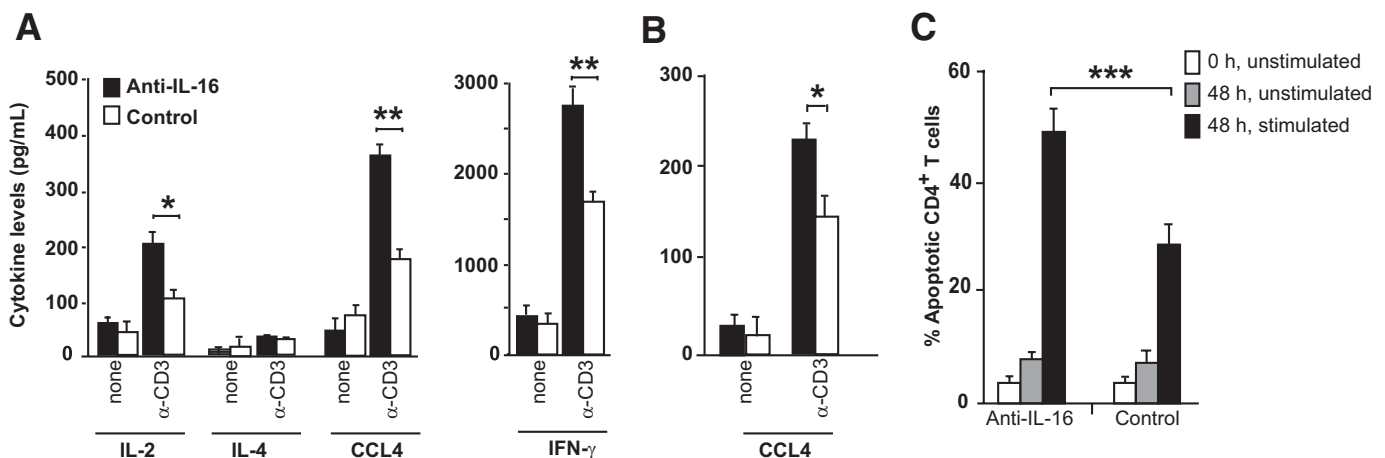 A
Cytokine levels (pg/mL)
500
400
300
200
100
0
Anti-IL-16
Control
*
**
none
α-CD3
none
α-CD3
none
α-CD3
IL-2
IL-4
CCL4
3000
2000
1000
0
**
none
α-CD3
IFN-γ
B
300
200
100
0
*
none
α-CD3
CCL4
C
% Apoptotic CD4+ T cells
60
40
20
0
***
0 h, unstimulated
48 h, unstimulated
48 h, stimulated
Anti-IL-16
Control